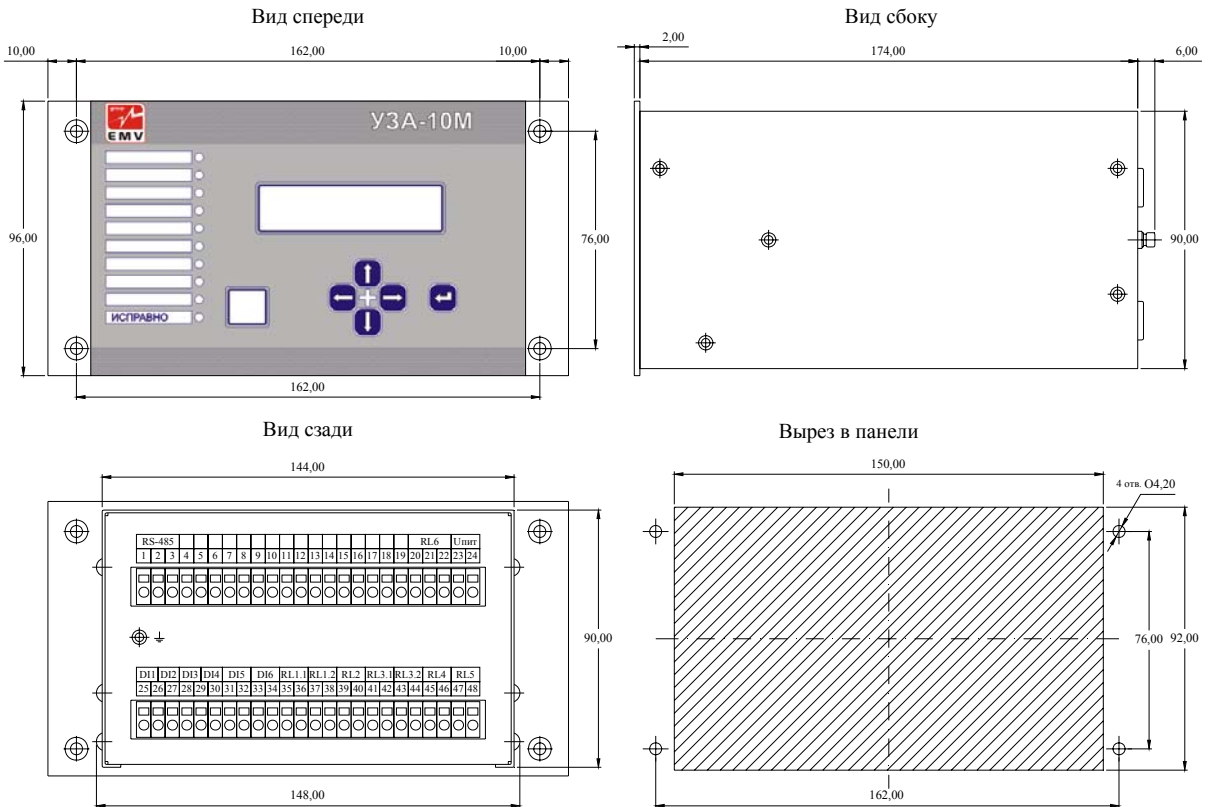 Вид спереди
Вид сбоку
10,00
162,00
10,00
2,00
174,00
6,00
group
EMV
УЗА-10М
96,00
76,00
90,00
ИСПРАВНО
162,00
Вид сзади
Вырез в панели
144,00
150,00
4 отв. O4,20
RS-485 RL6 Uпит
1 2 3 4 5 6 7 8 9 10 11 12 13 14 15 16 17 18 19 20 21 22 23 24
90,00
76,00
92,00
DI1 DI2 DI3 DI4 DI5 DI6 RL1.1 RL1.2 RL2 RL3.1 RL3.2 RL4 RL5
25 26 27 28 29 30 31 32 33 34 35 36 37 38 39 40 41 42 43 44 45 46 47 48
148,00
162,00